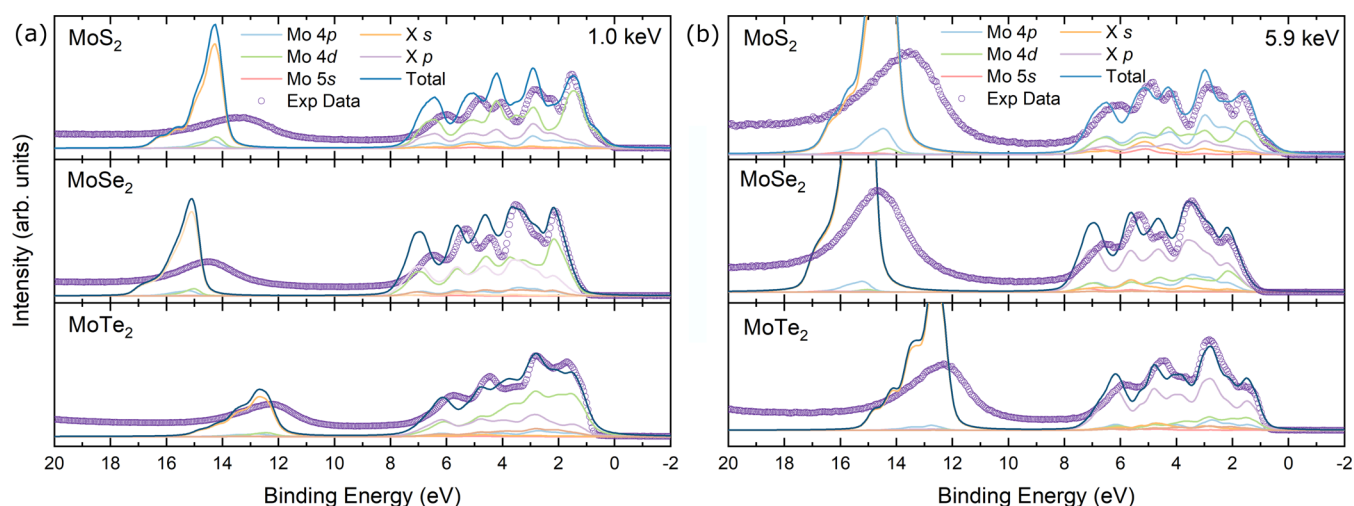 (a)
MoS2
1.0 keV
Mo 4p
X s
Mo 4d
X p
Mo 5s
Total
Exp Data
MoSe2
MoTe2
Intensity (arb. units)
20 18 16 14 12 10 8 6 4 2 0 -2
Binding Energy (eV)
(b)
MoS2
5.9 keV
Mo 4p
X s
Mo 4d
X p
Mo 5s
Total
Exp Data
MoSe2
MoTe2
20 18 16 14 12 10 8 6 4 2 0 -2
Binding Energy (eV)